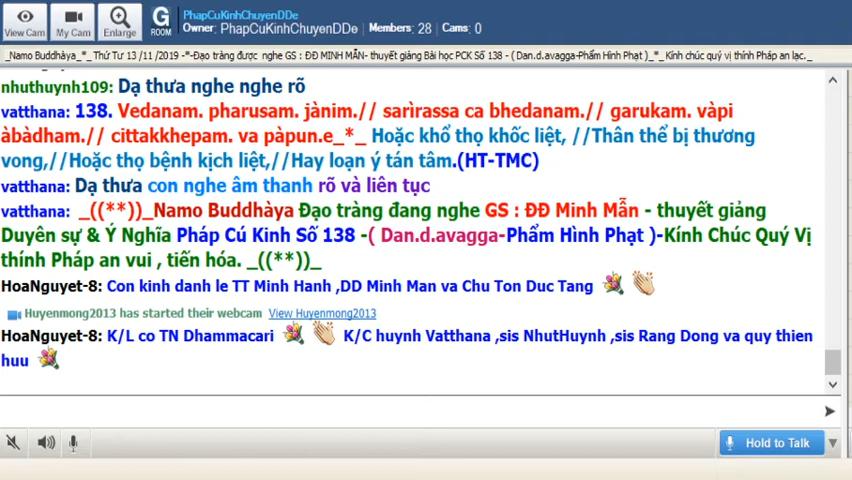 PhapCuKinhChuyenDDe
Owner: PhapCuKinhChuyenDDe Members: 28 Cams: 0
View Cam My Cam Enlarge G ROOM
_Namo Buddhàya_*_ Thứ Tư 13 /11 /2019 -*-Đạo tràng được nghe GS : ĐĐ MINH MẪN- thuyết giảng Bài học PCK Số 138 - ( Dan.d.avagga-Phẩm Hình Phạt )_*_ Kính chúc quý vị thính Pháp an lạc._
nhuthuynh109: Dạ thưa nghe nghe rõ
vatthana: 138. Vedanam. pharusam. jànim.// sarìrassa ca bhedanam.// garukam. vàpi
àbàdham.// cittakkhepam. va pàpun.e_*_ Hoặc khổ thọ khốc liệt, //Thân thể bị thương
vong,//Hoặc thọ bệnh kịch liệt,//Hay loạn ý tán tâm.(HT-TMC)
vatthana: Dạ thưa con nghe âm thanh rõ và liên tục
vatthana: _((**))_Namo Buddhàya Đạo tràng đang nghe GS : ĐĐ Minh Mẫn - thuyết giảng
Duyên sự & Ý Nghĩa Pháp Cú Kinh Số 138 -( Dan.d.avagga-Phẩm Hình Phạt )-Kính Chúc Quý Vị
thính Pháp an vui , tiến hóa. _((**))_
HoaNguyet-8: Con kinh danh le TT Minh Hanh ,DD Minh Man va Chu Ton Duc Tang
Huyenmong2013 has started their webcam View Huyenmong2013
HoaNguyet-8: K/L co TN Dhammacari K/C huynh Vatthana ,sis NhutHuynh ,sis Rang Dong va quy thien
huu
Hold to Talk